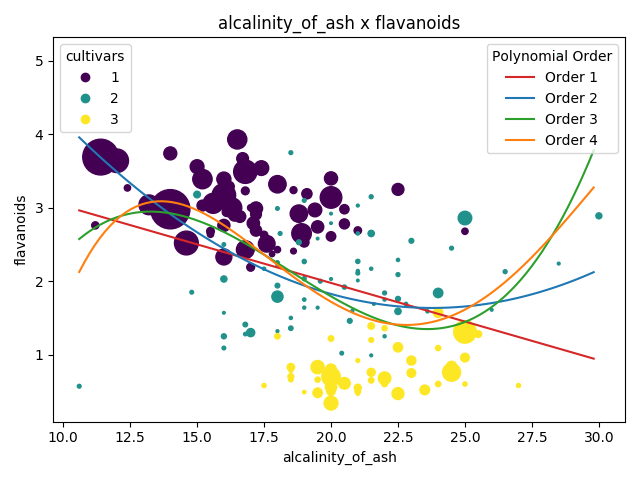 alcalinity_of_ash x flavanoids
cultivars
1
2
3
Polynomial Order
Order 1
Order 2
Order 3
Order 4
flavanoids
5
4
3
2
1
10.0 12.5 15.0 17.5 20.0 22.5 25.0 27.5 30.0
alcalinity_of_ash